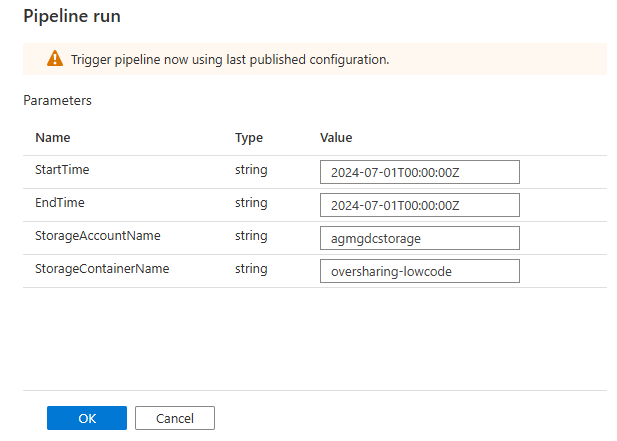 Pipeline run
Trigger pipeline now using last published configuration.
Parameters
Name Type Value
StartTime string 2024-07-01T00:00:00Z
EndTime string 2024-07-01T00:00:00Z
StorageAccountName string agmgdcstorage
StorageContainerName string oversharing-lowcode
OK Cancel